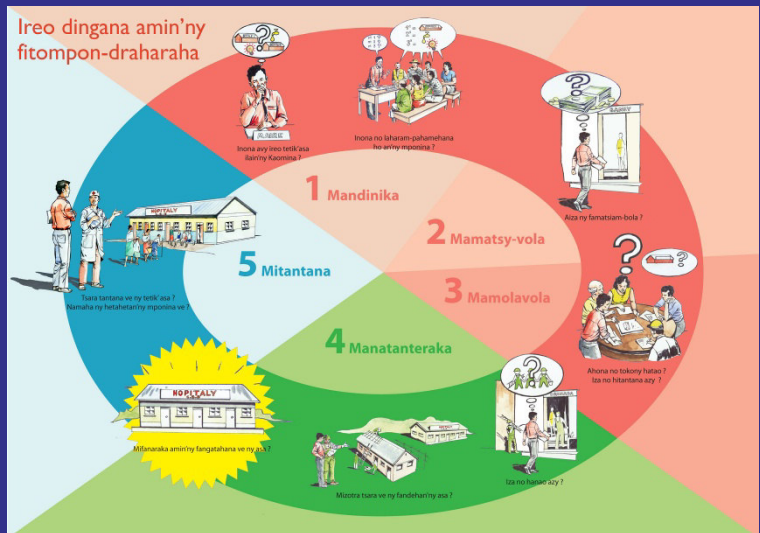 Ireo dingana amin'ny
fitompon-draharaha
Inona avy ireo tetik'asa
ilain'ny Kaomina ?
Inona no laharam-pahamehana
ho an'ny mponina ?
1 Mandinika
2 Mamatsy-vola
Aiza ny famatsiam-bola ?
3 Mamolavola
Ahona no tokony hatao ?
Iza no hitantana azy ?
4 Manatanteraka
Iza no hanao azy ?
Mizotra tsara ve ny fandehan'ny asa ?
HOPITALY
Mifanaraka amin'ny fangatahana ve ny asa ?
5 Mitantana
HOPITALY
Tsara tantana ve ny tetik'asa ?
Namaha ny hetahetan'ny mponina ve ?